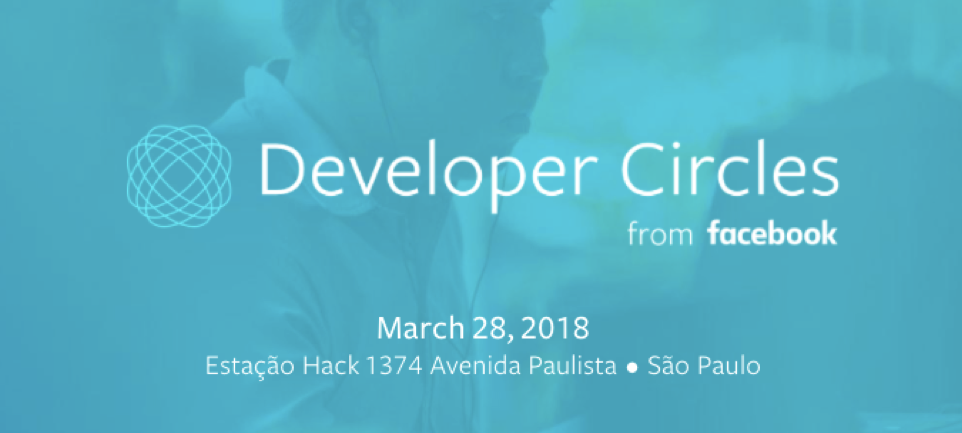 Developer Circles
from facebook
March 28, 2018
Estação Hack 1374 Avenida Paulista ● São Paulo